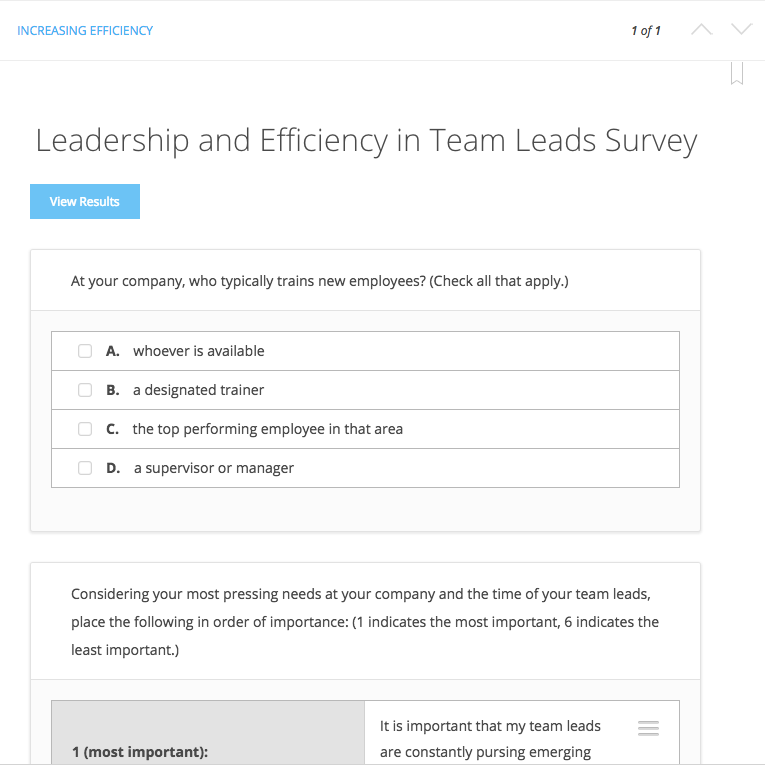 INCREASING EFFICIENCY
1 of 1
Leadership and Efficiency in Team Leads Survey
View Results
At your company, who typically trains new employees? (Check all that apply.)
A. whoever is available
B. a designated trainer
C. the top performing employee in that area
D. a supervisor or manager
Considering your most pressing needs at your company and the time of your team leads,
place the following in order of importance: (1 indicates the most important, 6 indicates the
least important.)
It is important that my team leads
1 (most important):
are constantly pursing emerging